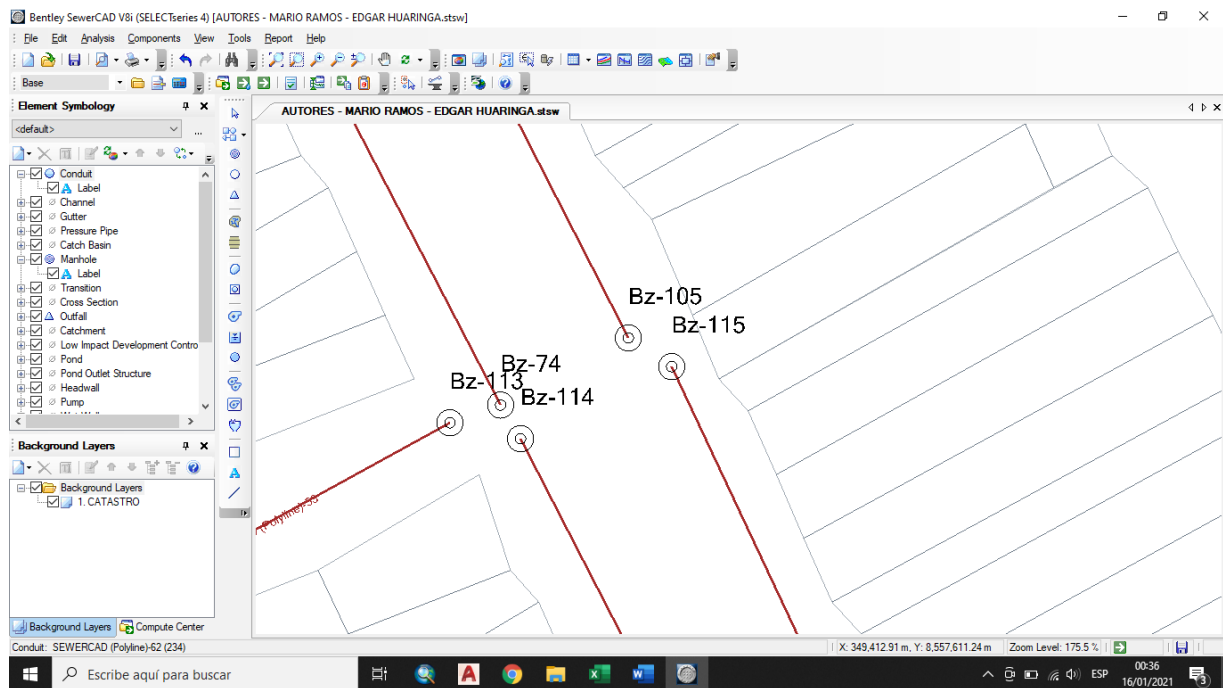 Bentley SewerCAD V8i (SELECTseries 4) [AUTORES - MARIO RAMOS - EDGAR HUARINGA.stsw]
File Edit Analysis Components View Tools Report Help
Base
Element Symbology
<default>
...
Conduit
Label
Channel
Gutter
Pressure Pipe
Catch Basin
Manhole
Label
Transition
Cross Section
Outfall
Catchment
Low Impact Development Contro
Pond
Pond Outlet Structure
Headwall
Pump
Background Layers
Background Layers
1. CATASTRO
Background Layers Compute Center
AUTORES - MARIO RAMOS - EDGAR HUARINGA.stsw
Bz-105
Bz-115
Bz-74
Bz-113
Bz-114
(Polyline)-53
Conduit: SEWERCAD (Polyline)-62 (234)
X: 349,412.91 m, Y: 8,557,611.24 m Zoom Level: 175.5 %
Escribe aquí para buscar
ESP
00:36
16/01/2021
3